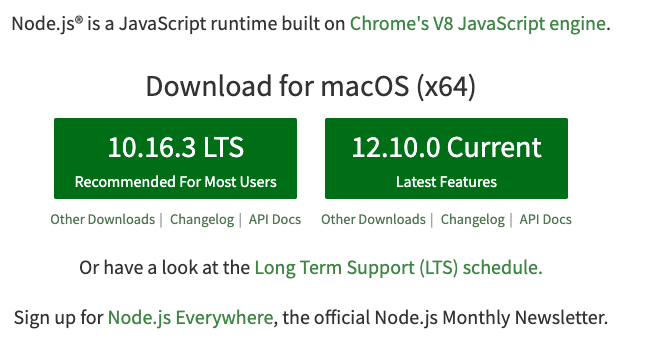 Node.js® is a JavaScript runtime built on Chrome's V8 JavaScript engine.
Download for macOS (x64)
10.16.3 LTS
Recommended For Most Users
12.10.0 Current
Latest Features
Other Downloads | Changelog | API Docs
Other Downloads | Changelog | API Docs
Or have a look at the Long Term Support (LTS) schedule.
Sign up for Node.js Everywhere, the official Node.js Monthly Newsletter.